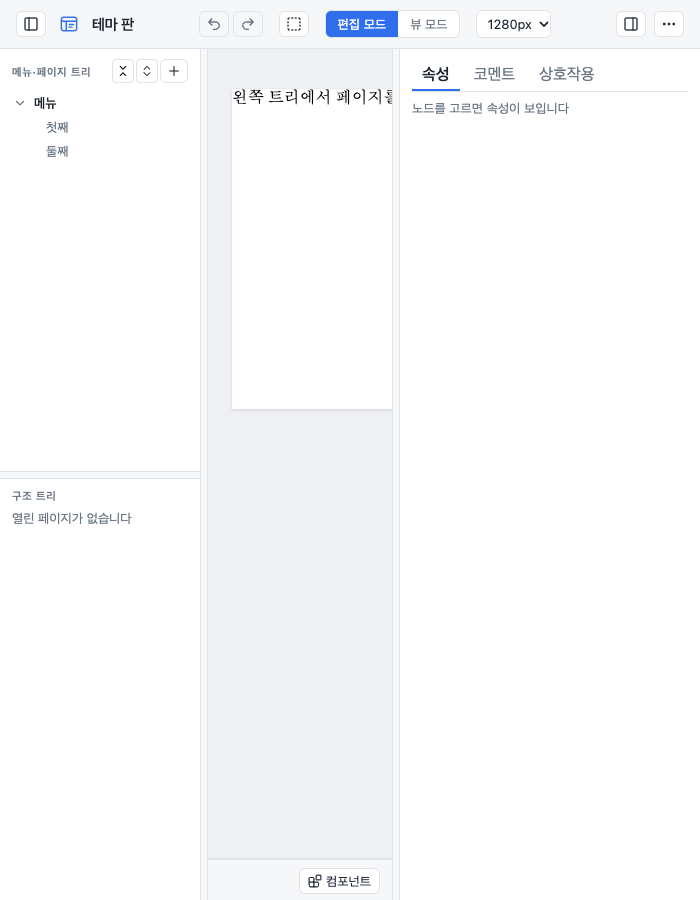 테마 판
편집 모드
뷰 모드
1280px
메뉴·페이지 트리
메뉴
첫째
둘째
구조 트리
열린 페이지가 없습니다
왼쪽 트리에서 페이지를
컴포넌트
속성
코멘트
상호작용
노드를 고르면 속성이 보입니다